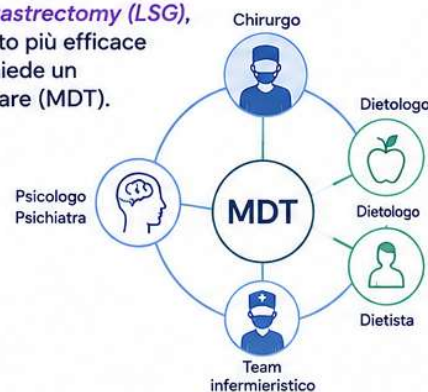 astrectomy (LSG),
to più efficace
iede un
are (MDT).
Chirurgo
Dietologo
Psicologo
Psichiatra
MDT
Dietologo
Dietista
Team
infermieristico